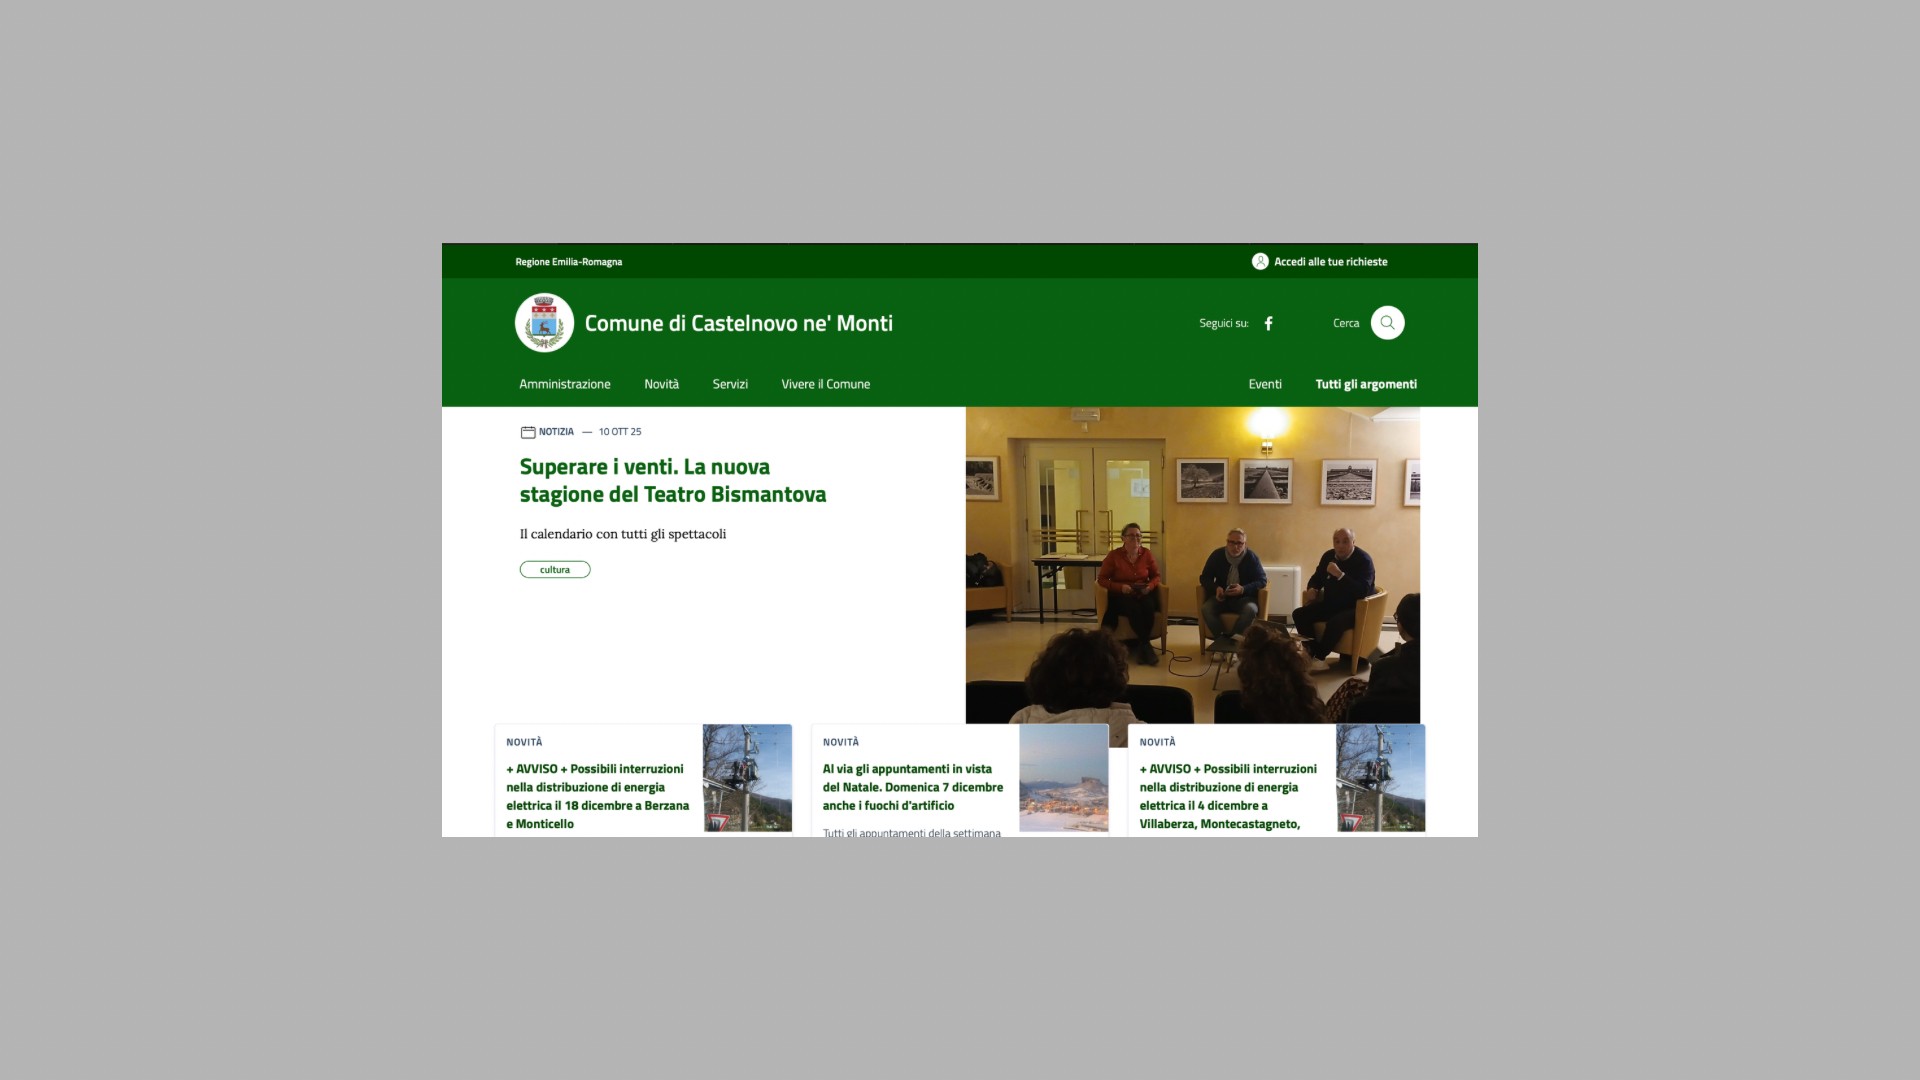 Regione Emilia-Romagna
Accedi alle tue richieste
Comune di Castelnovo ne' Monti
Seguici su:
Cerca
Amministrazione Novità Servizi Vivere il Comune Eventi Tutti gli argomenti
NOTIZIA — 10 OTT 25
Superare i venti. La nuova
stagione del Teatro Bismantova
Il calendario con tutti gli spettacoli
cultura
NOVITÀ
+ AVVISO + Possibili interruzioni
nella distribuzione di energia
elettrica il 18 dicembre a Berzana
e Monticello
NOVITÀ
Al via gli appuntamenti in vista
del Natale. Domenica 7 dicembre
anche i fuochi d'artificio
Tutti gli appuntamenti della settimana
NOVITÀ
+ AVVISO + Possibili interruzioni
nella distribuzione di energia
elettrica il 4 dicembre a
Villaberza, Montecastagneto,